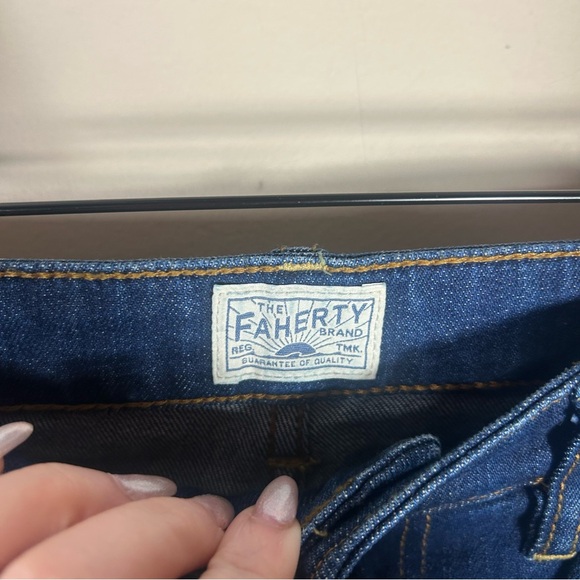 THE
FAHERTY
BRAND
REG TMK.
GUARANTEE OF QUALITY